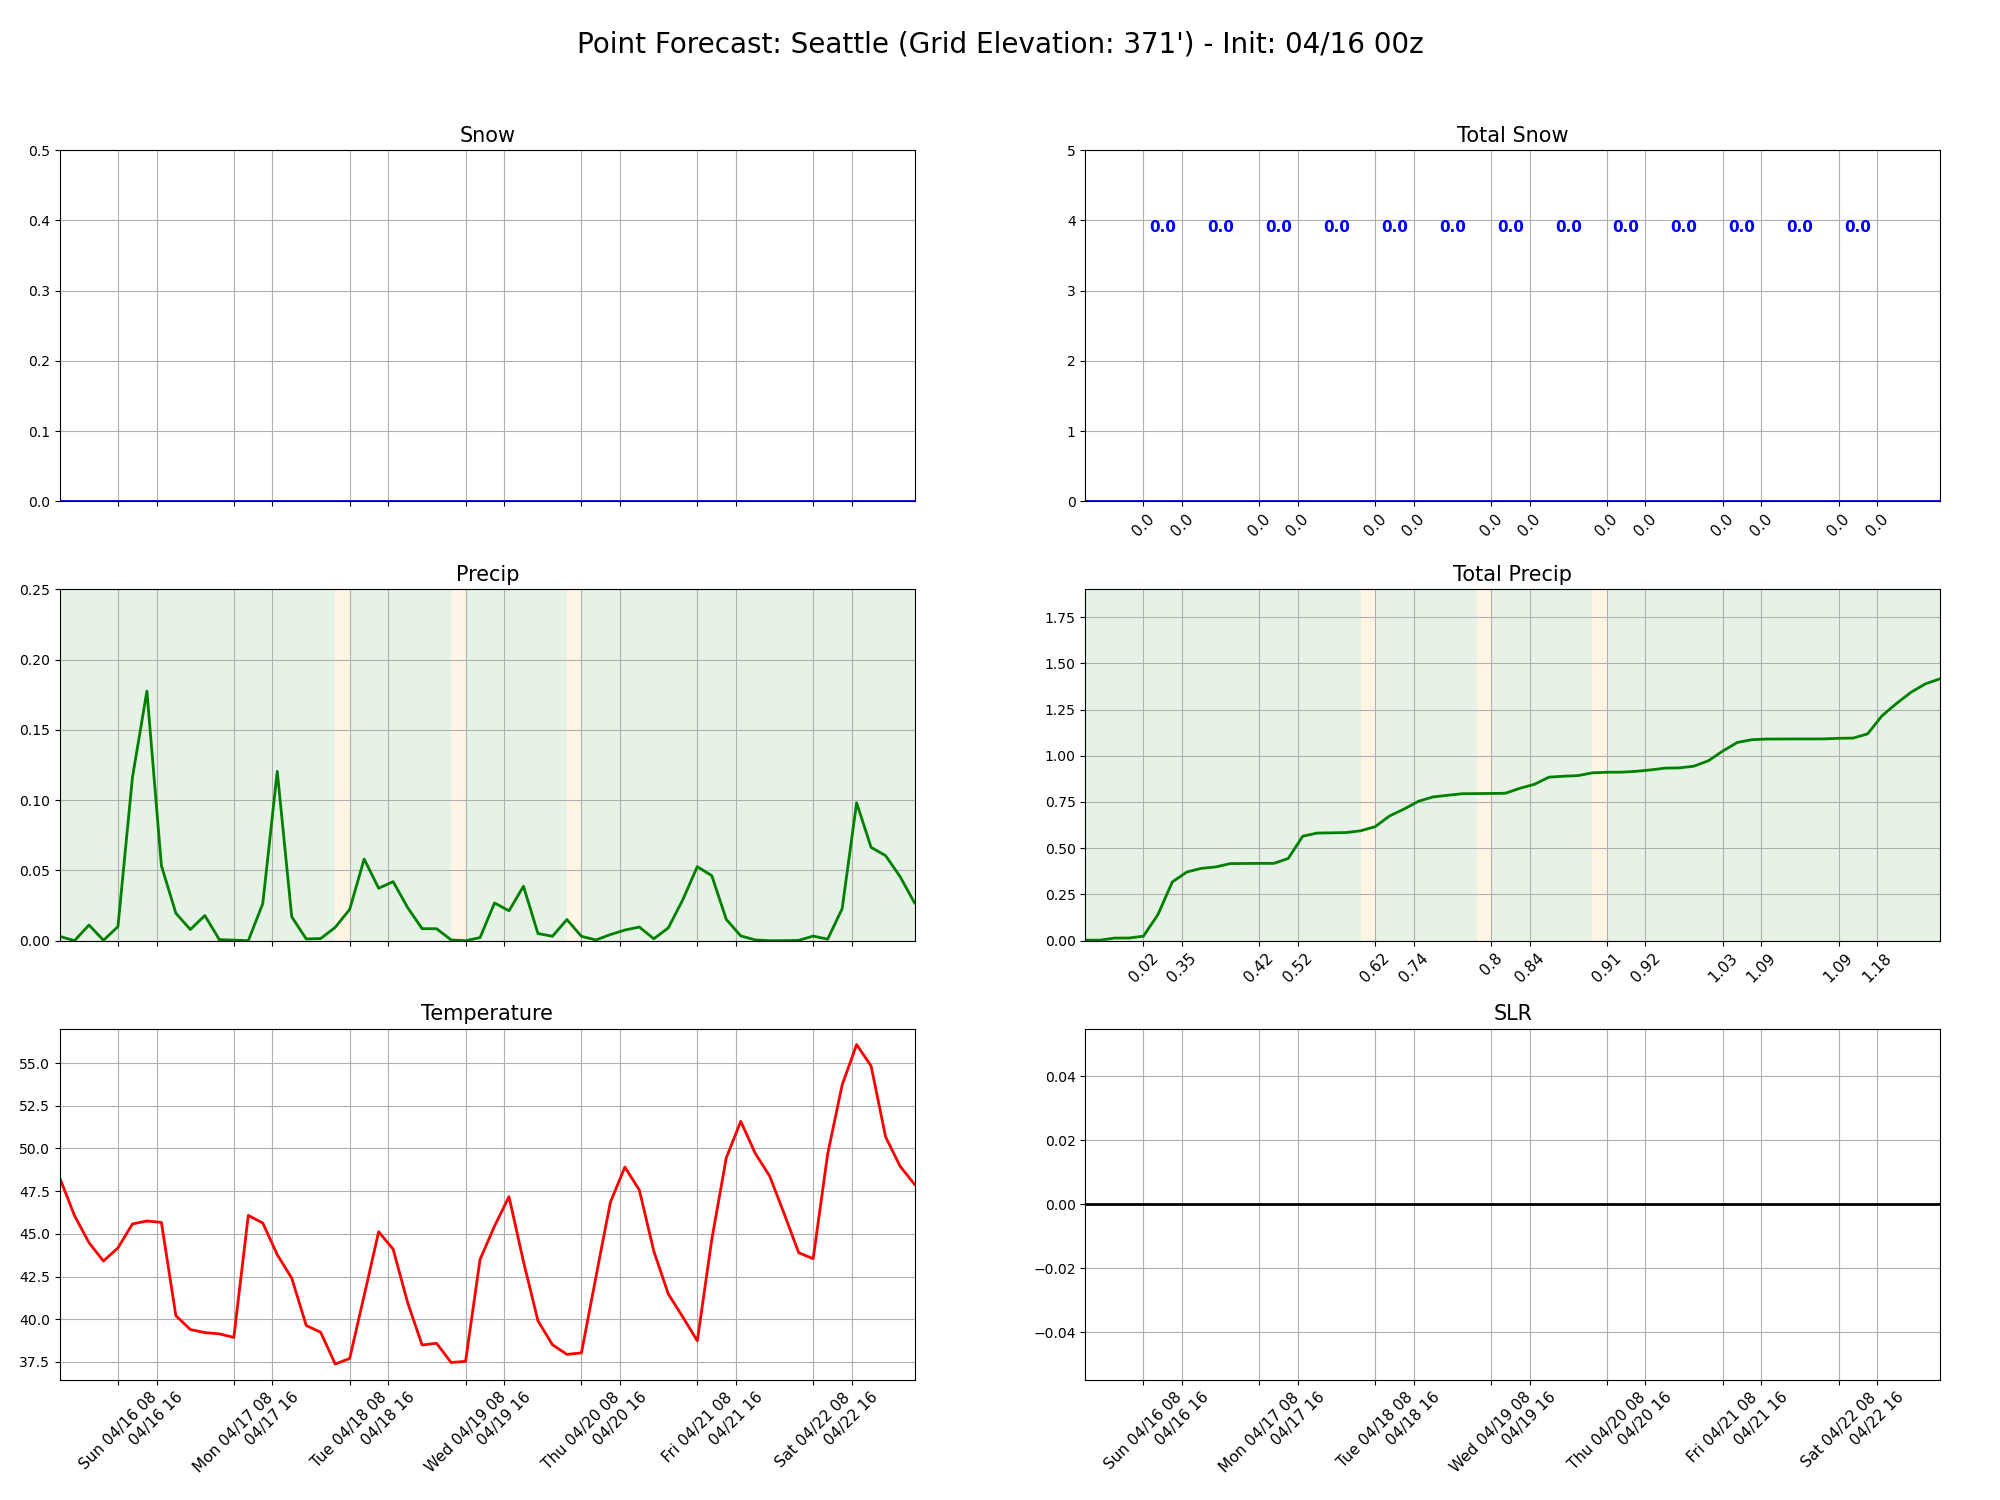 Point Forecast: Seattle (Grid Elevation: 371') - Init: 04/16 00z
Snow
0.5
0.4
0.3
0.2
0.1
0.0
Total Snow
5
4
3
2
1
0
0.0 0.0 0.0 0.0 0.0 0.0 0.0 0.0 0.0 0.0 0.0 0.0 0.0
0.0 0.0 0.0 0.0 0.0 0.0 0.0 0.0 0.0 0.0 0.0 0.0 0.0 0.0
Precip
0.25
0.20
0.15
0.10
0.05
0.00
Total Precip
1.75
1.50
1.25
1.00
0.75
0.50
0.25
0.00
0.02 0.35 0.42 0.52 0.62 0.74 0.8 0.84 0.91 0.92 1.03 1.09 1.09 1.18
Temperature
55.0
52.5
50.0
47.5
45.0
42.5
40.0
37.5
Sun 04/16 08
04/16 16
Mon 04/17 08
04/17 16
Tue 04/18 08
04/18 16
Wed 04/19 08
04/19 16
Thu 04/20 08
04/20 16
Fri 04/21 08
04/21 16
Sat 04/22 08
04/22 16
SLR
0.04
0.02
0.00
−0.02
−0.04
Sun 04/16 08
04/16 16
Mon 04/17 08
04/17 16
Tue 04/18 08
04/18 16
Wed 04/19 08
04/19 16
Thu 04/20 08
04/20 16
Fri 04/21 08
04/21 16
Sat 04/22 08
04/22 16